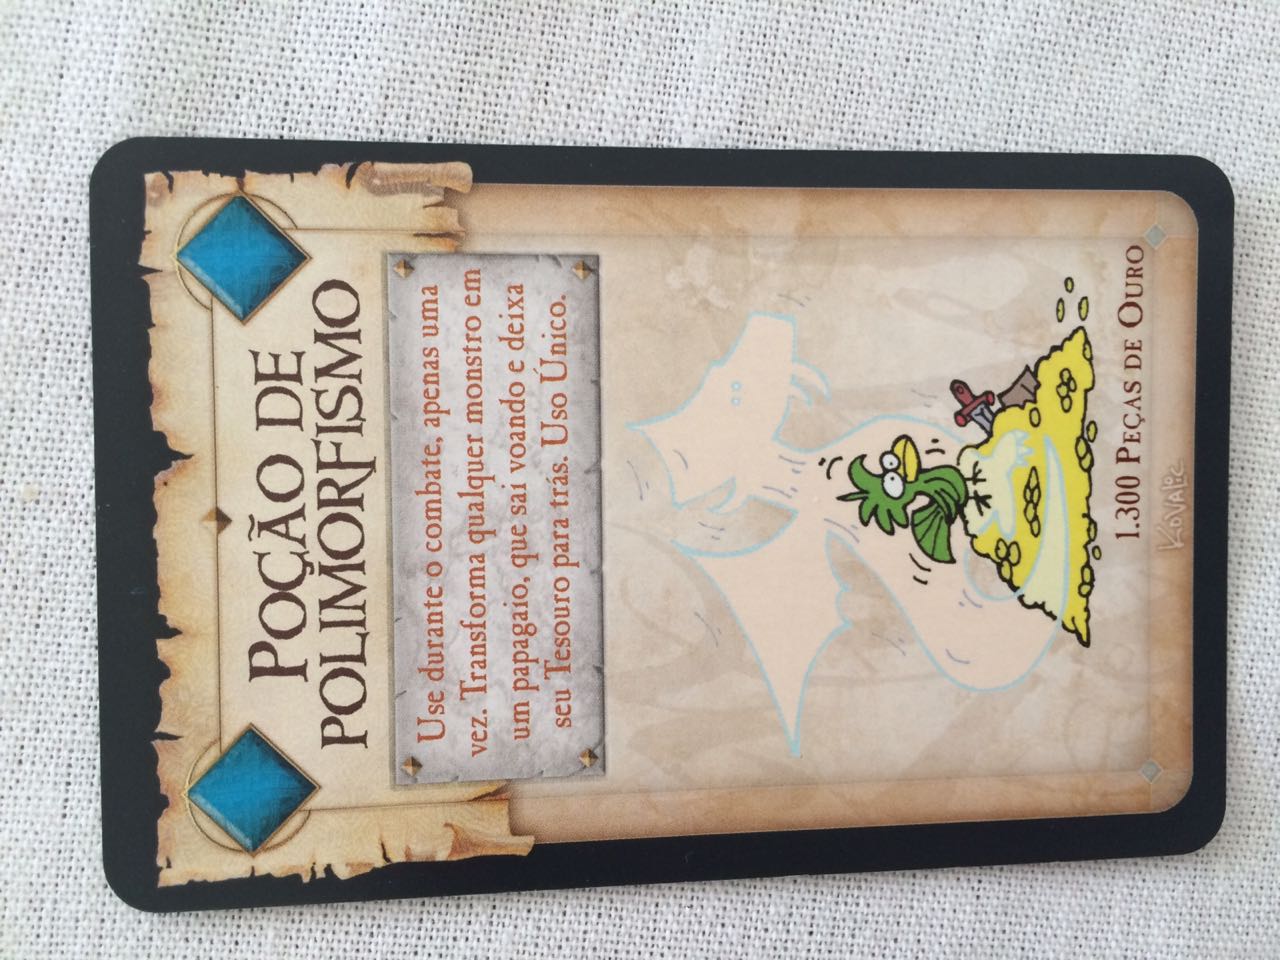 Poção de
polimorfismo
Use durante o combate, apenas uma
vez. Transforma qualquer monstro em
um papagaio, que sai voando e deixa
seu Tesouro para trás. Uso Único.
1.300 Peças de Ouro
Kovalic